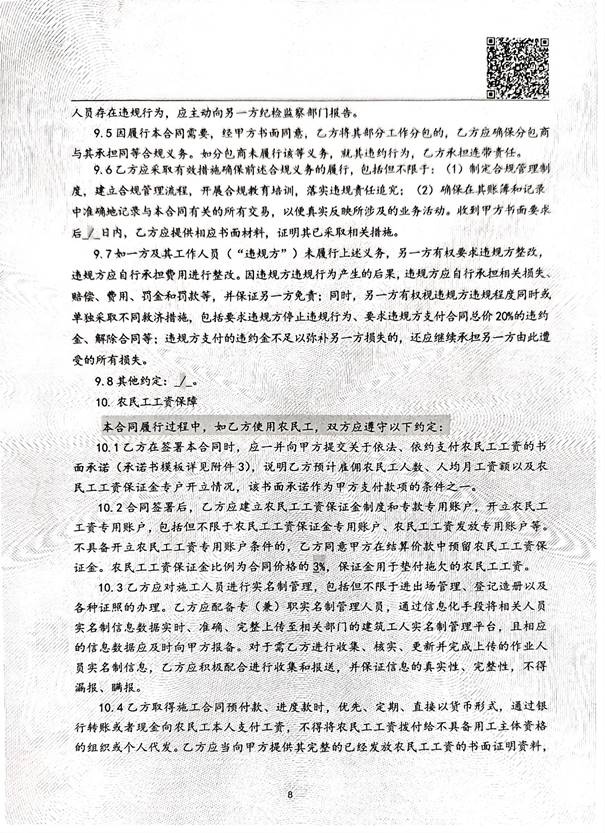 人员存在违规行为，应主动向另一方纪检监察部门报告。
9.5 因履行本合同需要，经甲方书面同意，乙方将其部分工作分包的，乙方应确保分包商
与其承担同等合规义务。如分包商未履行该等义务，就其违约行为，乙方承担连带责任。
9.6 乙方应采取有效措施确保前述合规义务的履行，包括但不限于：（1）制定合规管理制
度，建立合规管理流程，开展合规教育培训，落实违规责任追究；（2）确保在其账簿和记录
中准确地记录与本合同有关的所有交易，以便真实反映所涉及的业务活动。收到甲方书面要求
后_/_日内，乙方应提供相应书面材料，证明其已采取相关措施。
9.7 如一方及其工作人员（“违规方”）未履行上述义务，另一方有权要求违规方整改，
违规方应自行承担费用进行整改。因违规方违规行为产生的后果，违规方应自行承担相关损失、
赔偿、费用、罚金和罚款等，并保证另一方免责；同时，另一方有权视违规方违规程度同时或
单独采取不同救济措施，包括要求违规方停止违规行为、要求违规方支付合同总价 20%的违约
金、解除合同等；违规方支付的违约金不足以弥补另一方损失的，还应继续承担另一方由此遭
受的所有损失。
9.8 其他约定：_/_。
10. 农民工工资保障
本合同履行过程中，如乙方使用农民工，双方应遵守以下约定：
10.1 乙方在签署本合同时，应一并向甲方提交关于依法、依约支付农民工工资的书
面承诺（承诺书模板详见附件 3），说明乙方预计雇佣农民工人数、人均月工资额以及农
民工工资保证金专户开立情况，该书面承诺作为甲方支付款项的条件之一。
10.2 合同签署后，乙方应建立农民工工资保证金制度和专款专用账户，开立农民工
工资专用账户，包括但不限于农民工工资保证金专用账户、农民工工资发放专用账户等。
不具备开立农民工工资专用账户条件的，乙方同意甲方在结算价款中预留农民工工资保
证金。农民工工资保证金比例为合同价格的 3%，保证金用于垫付拖欠的农民工工资。
10.3 乙方应对施工人员进行实名制管理，包括但不限于进出场管理、登记造册以及
各种证照的办理。乙方应配备专（兼）职实名制管理人员，通过信息化手段将相关人员
实名制信息数据实时、准确、完整上传至相关部门的建筑工人实名制管理平台，且相应
的信息数据应及时向甲方报备。对于需乙方进行收集、核实、更新并完成上传的作业人
员实名制信息，乙方应积极配合进行收集和报送，并保证信息的真实性、完整性，不得
漏报、瞒报。
10.4 乙方取得施工合同预付款、进度款时，优先、定期、直接以货币形式，通过银
行转账或者现金向农民工本人支付工资，不得将农民工工资拨付给不具备用工主体资格
的组织或个人代发。乙方应当向甲方提供其完整的已经发放农民工工资的书面证明资料，
8